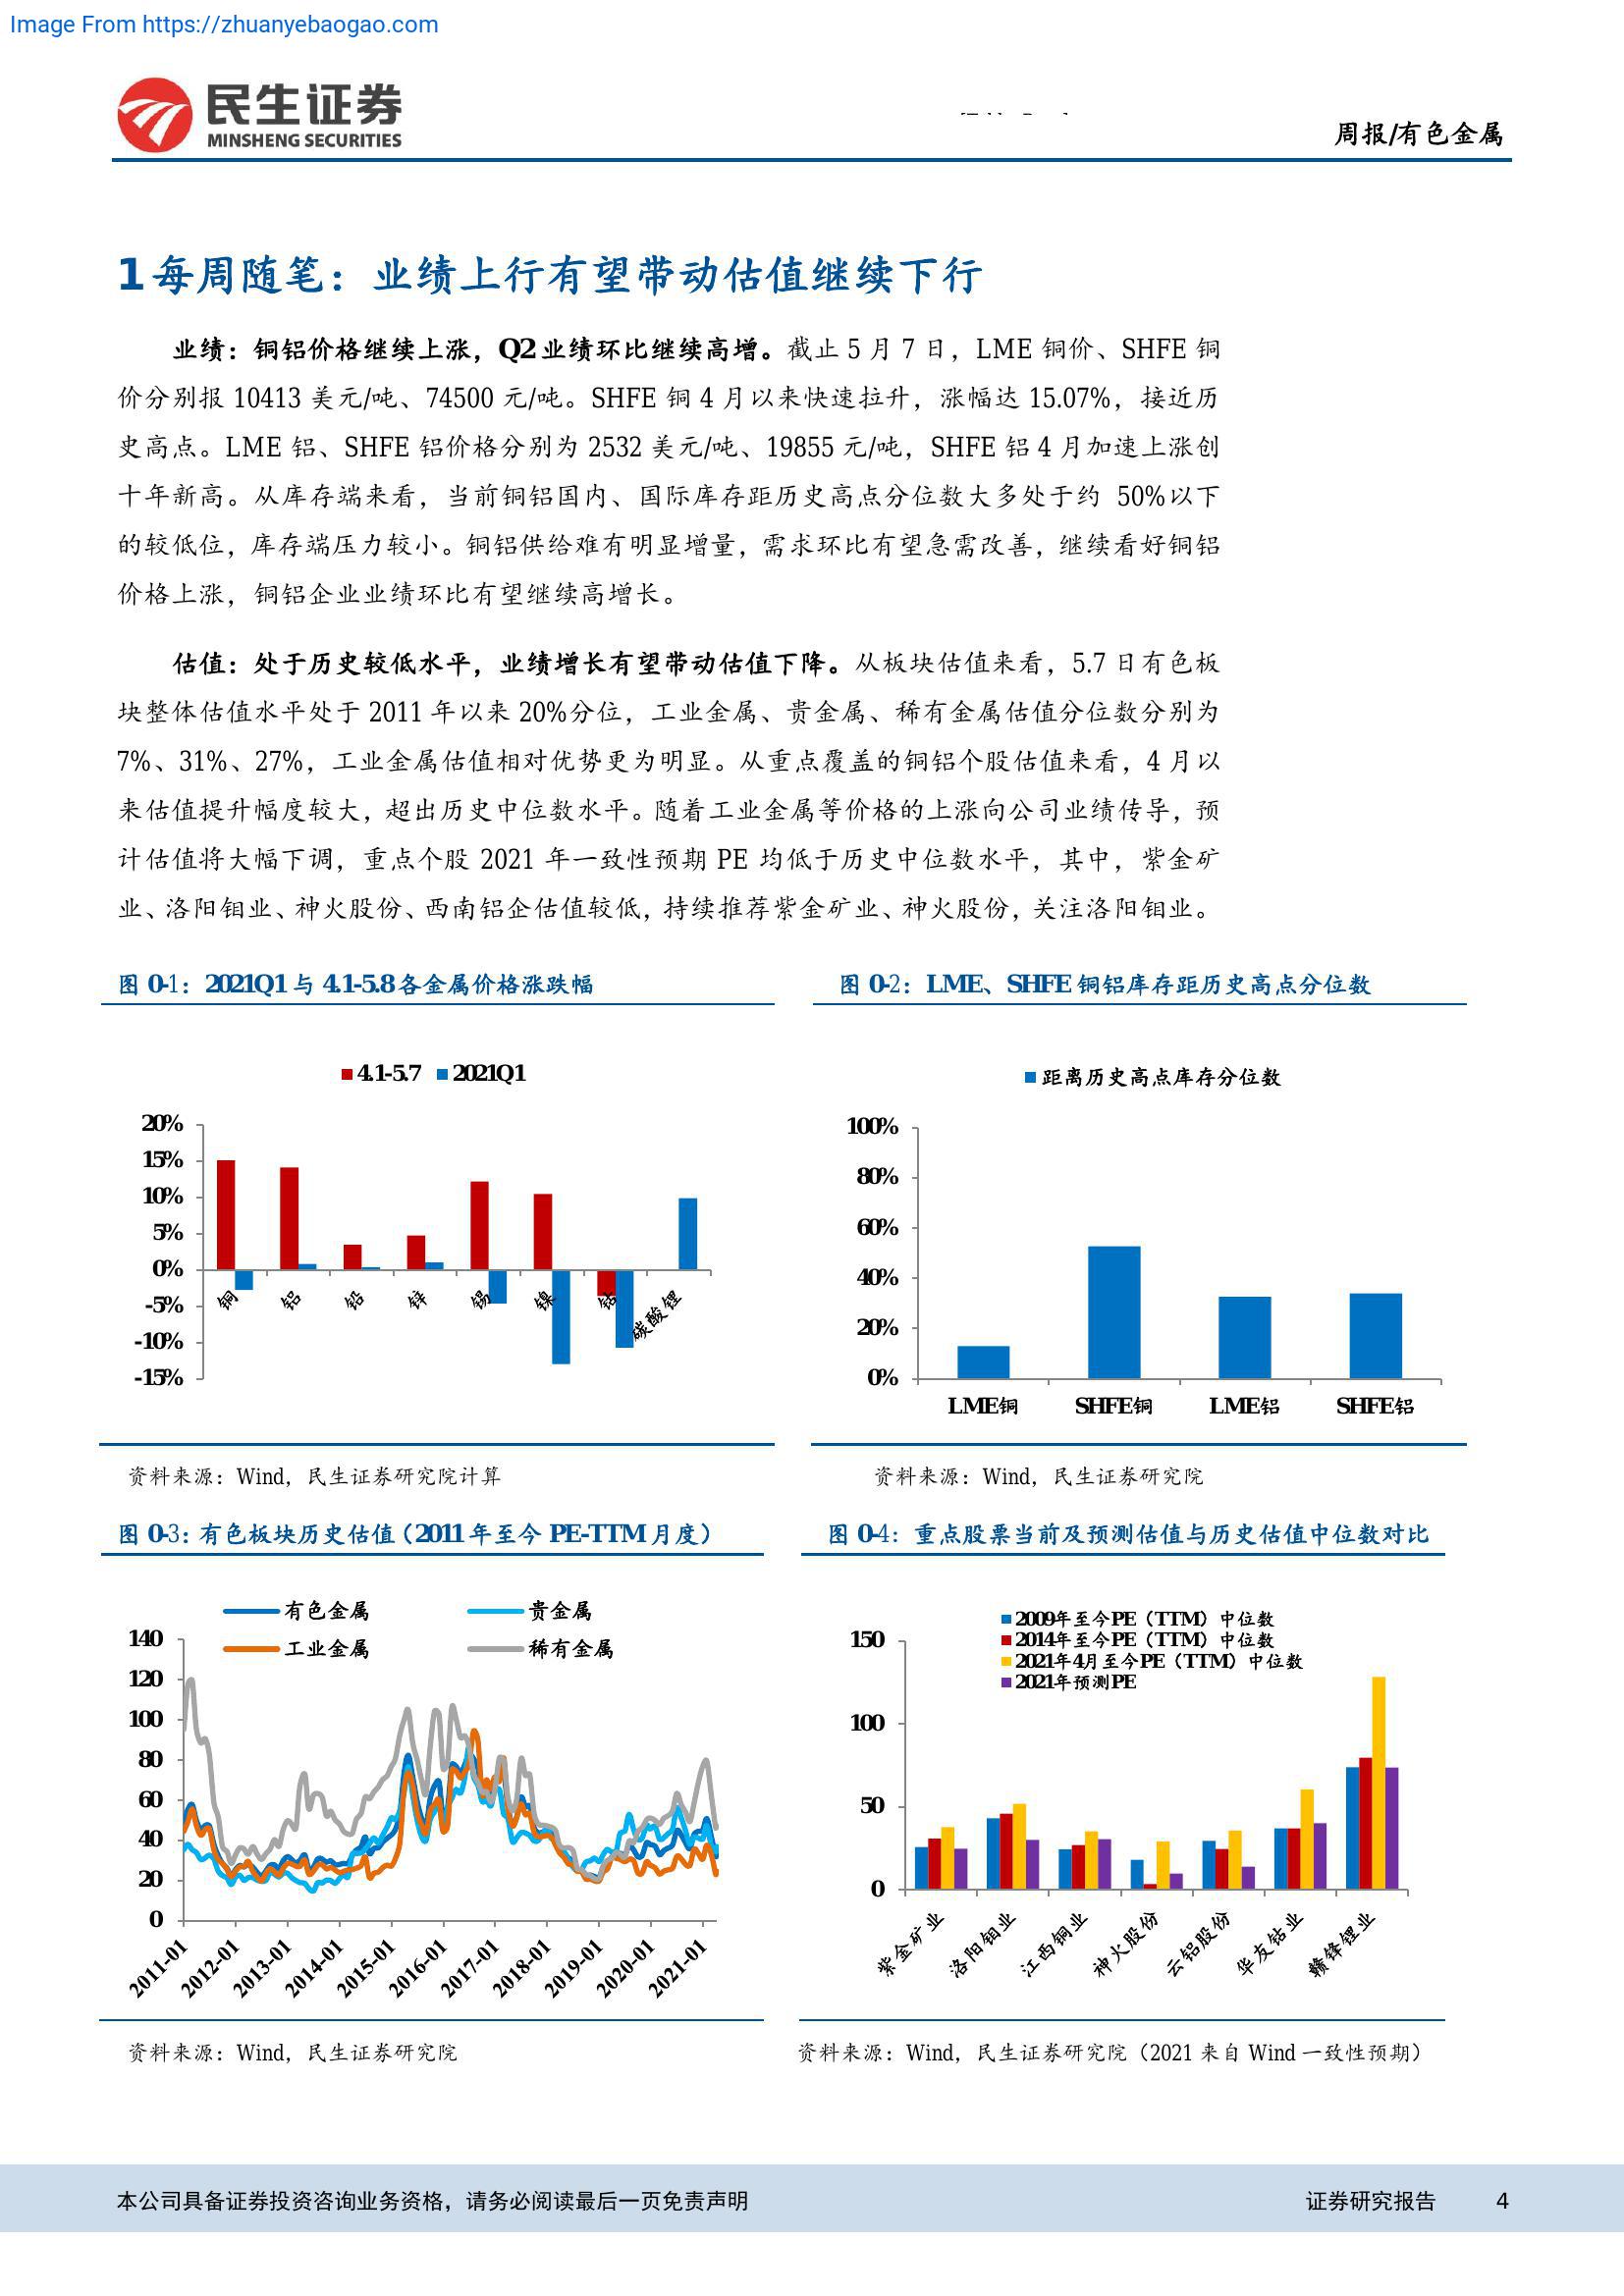 Image From https://zhuanyebaogao.com
民生证券
MINSHENG SECURITIES
周报/有色金属
1 每周随笔：业绩上行有望带动估值继续下行
业绩：铜铝价格继续上涨，Q2 业绩环比继续高增。截止 5 月 7 日，LME 铜价、SHFE 铜
价分别报 10413 美元/吨、74500 元/吨。SHFE 铜 4 月以来快速拉升，涨幅达 15.07%，接近历
史高点。LME 铝、SHFE 铝价格分别为 2532 美元/吨、19855 元/吨，SHFE 铝 4 月加速上涨创
十年新高。从库存端来看，当前铜铝国内、国际库存距历史高点分位数大多处于约 50%以下
的较低位，库存端压力较小。铜铝供给难有明显增量，需求环比有望急需改善，继续看好铜铝
价格上涨，铜铝企业业绩环比有望继续高增长。
估值：处于历史较低水平，业绩增长有望带动估值下降。从板块估值来看，5.7 日有色板
块整体估值水平处于 2011 年以来 20%分位，工业金属、贵金属、稀有金属估值分位数分别为
7%、31%、27%，工业金属估值相对优势更为明显。从重点覆盖的铜铝个股估值来看，4 月以
来估值提升幅度较大，超出历史中位数水平。随着工业金属等价格的上涨向公司业绩传导，预
计估值将大幅下调，重点个股 2021 年一致性预期 PE 均低于历史中位数水平，其中，紫金矿
业、洛阳钼业、神火股份、西南铝企估值较低，持续推荐紫金矿业、神火股份，关注洛阳钼业。
图 0-1：2021Q1 与 4.1-5.8 各金属价格涨跌幅
4.1-5.7 2021Q1
20%
15%
10%
5%
0%
-5%
-10%
-15%
铜 铝 铅 锌 锡 镍 钴 碳酸锂
资料来源：Wind，民生证券研究院计算
图 0-2：LME、SHFE 铜铝库存距历史高点分位数
距离历史高点库存分位数
100%
80%
60%
40%
20%
0%
LME铜 SHFE铜 LME铝 SHFE铝
资料来源：Wind，民生证券研究院
图 0-3：有色板块历史估值（2011 年至今 PE-TTM 月度）
有色金属 贵金属
工业金属 稀有金属
140
120
100
80
60
40
20
0
2011-01 2012-01 2013-01 2014-01 2015-01 2016-01 2017-01 2018-01 2019-01 2020-01 2021-01
资料来源：Wind，民生证券研究院
图 0-4：重点股票当前及预测估值与历史估值中位数对比
2009年至今PE（TTM）中位数
2014年至今PE（TTM）中位数
2021年4月至今PE（TTM）中位数
2021年预测PE
150
100
50
0
紫金矿业 洛阳钼业 江西铜业 神火股份 云铝股份 华友钴业 赣锋锂业
资料来源：Wind，民生证券研究院（2021 来自 Wind 一致性预期）
本公司具备证券投资咨询业务资格，请务必阅读最后一页免责声明
证券研究报告 4